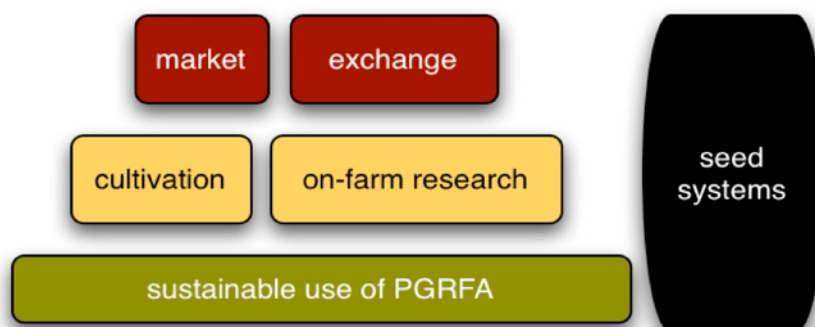 market
exchange
cultivation
on-farm research
sustainable use of PGRFA
seed
systems